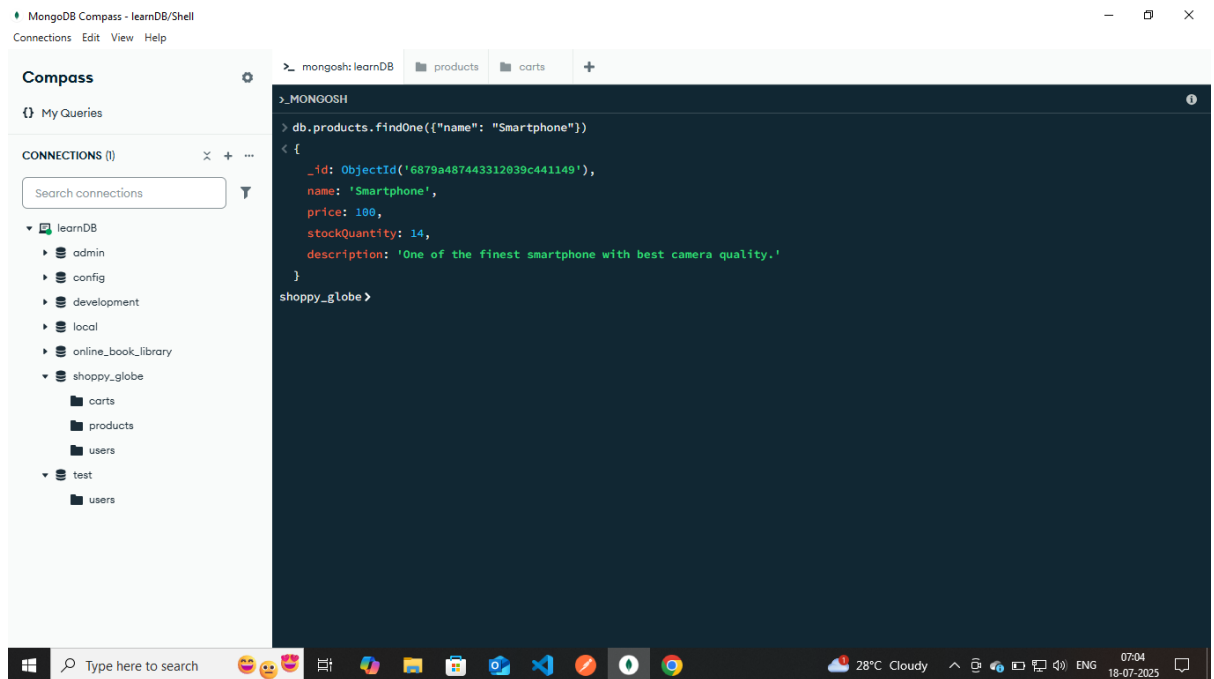 MongoDB Compass - learnDB/Shell
Connections Edit View Help
Compass
{} My Queries
CONNECTIONS (1)
Search connections
learnDB
admin
config
development
local
online_book_library
shoppy_globe
carts
products
users
test
users
>_ mongosh: learnDB products carts +
>_MONGOSH
> db.products.findOne({"name": "Smartphone"})
< {
_id: ObjectId('6879a487443312039c441149'),
name: 'Smartphone',
price: 100,
stockQuantity: 14,
description: 'One of the finest smartphone with best camera quality.'
}
shoppy_globe>
Type here to search
1
28°C Cloudy
ENG
07:04
18-07-2025